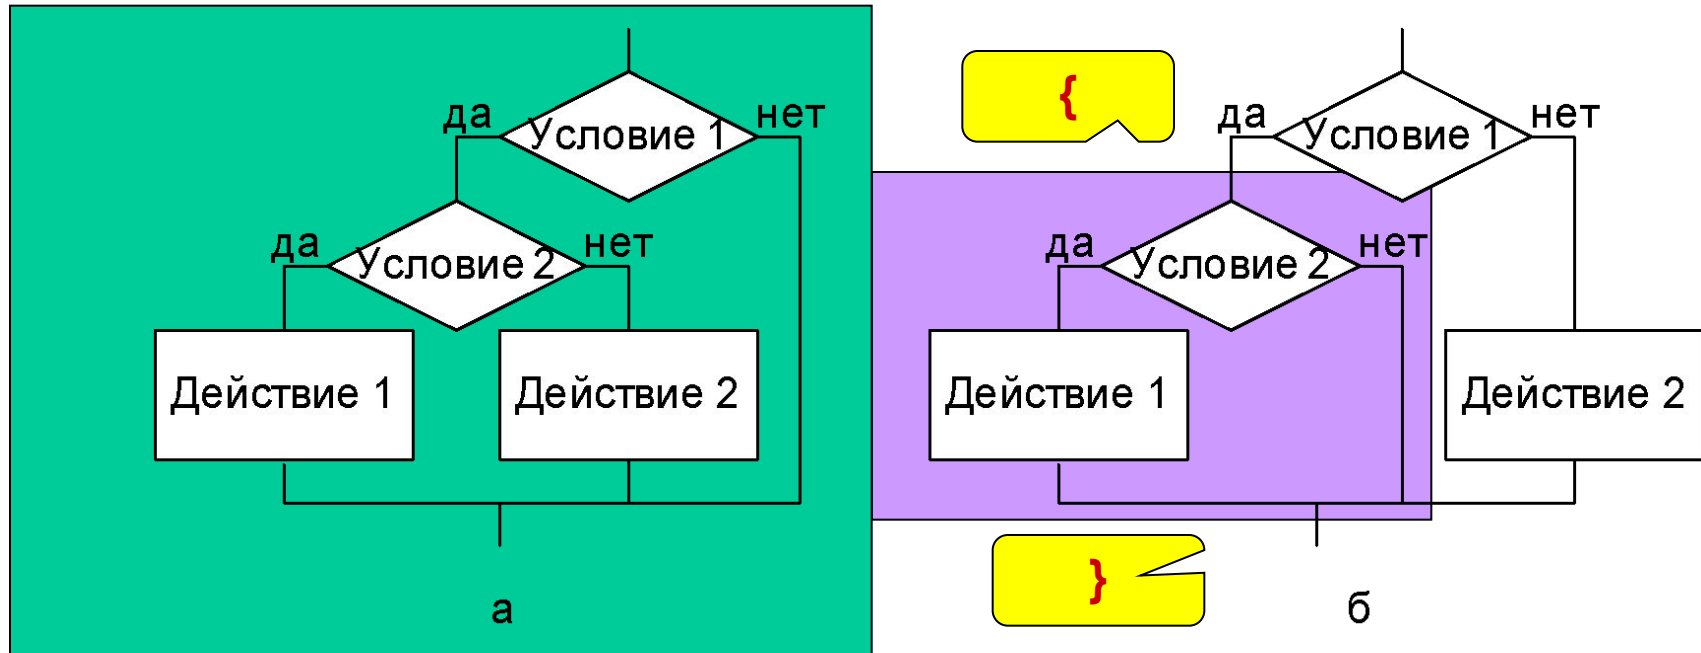 да
Условие 1
нет
да
Условие 2
нет
Действие 1
Действие 2
а
{
да
Условие 1
нет
да
Условие 2
нет
Действие 1
Действие 2
}
б